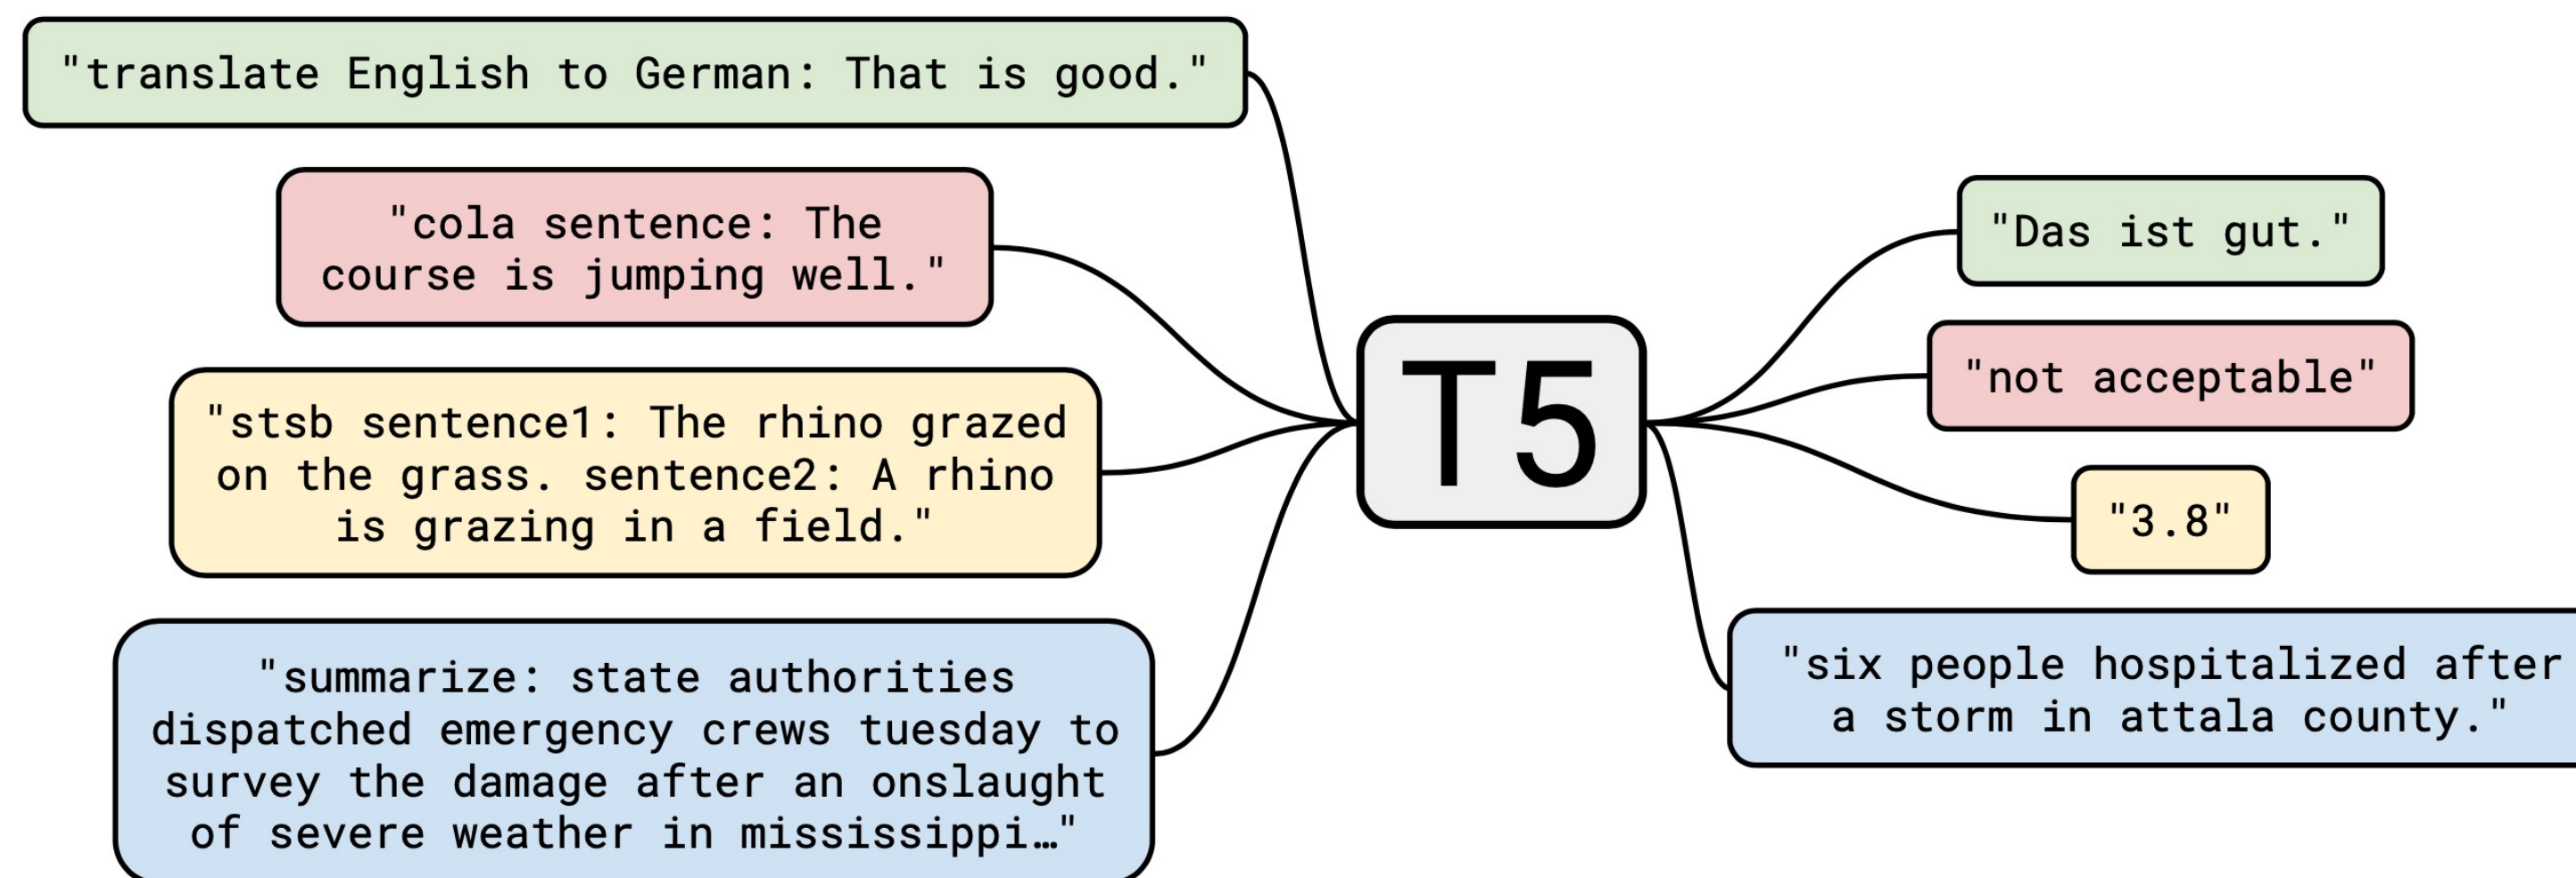 "translate English to German: That is good."
"cola sentence: The
course is jumping well."
"stsb sentence1: The rhino grazed
on the grass. sentence2: A rhino
is grazing in a field."
"summarize: state authorities
dispatched emergency crews tuesday to
survey the damage after an onslaught
of severe weather in mississippi…"
T5
"Das ist gut."
"not acceptable"
"3.8"
"six people hospitalized after
a storm in attala county."